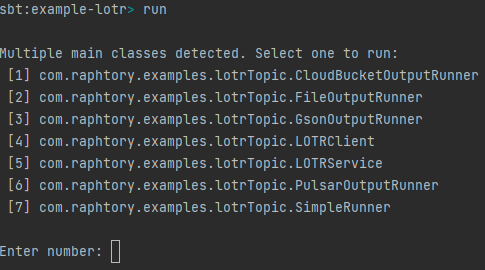 sbt:example-lotr> run
Multiple main classes detected. Select one to run:
[1] com.raphtory.examples.lotrTopic.CloudBucketOutputRunner
[2] com.raphtory.examples.lotrTopic.FileOutputRunner
[3] com.raphtory.examples.lotrTopic.GsonOutputRunner
[4] com.raphtory.examples.lotrTopic.LOTRClient
[5] com.raphtory.examples.lotrTopic.LOTRService
[6] com.raphtory.examples.lotrTopic.PulsarOutputRunner
[7] com.raphtory.examples.lotrTopic.SimpleRunner
Enter number: